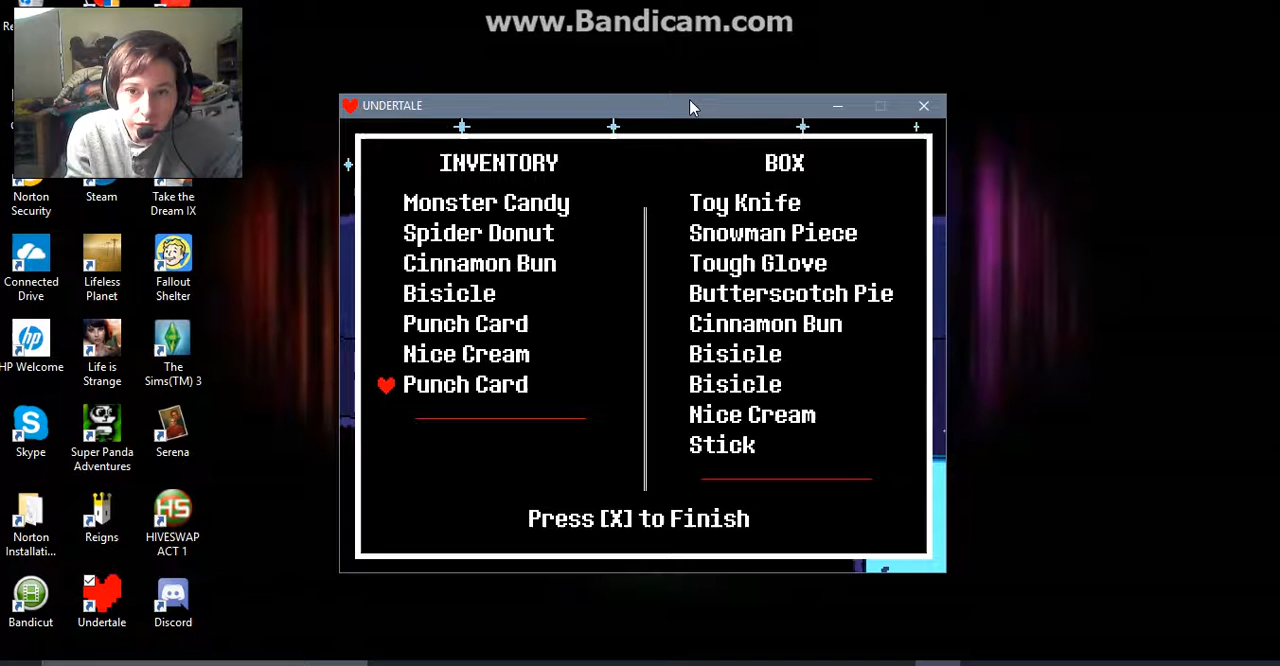 www.Bandicam.com
Re
UNDERTALE
INVENTORY
BOX
Monster Candy
Toy Knife
Spider Donut
Snowman Piece
Cinnamon Bun
Tough Glove
Bisicle
Butterscotch Pie
Punch Card
Cinnamon Bun
Nice Cream
Bisicle
Punch Card
Bisicle
Nice Cream
Stick
Press [X] to Finish
Norton
Security
Steam
Take the
Dream IX
Connected
Drive
Lifeless
Planet
Fallout
Shelter
HP Welcome
Life is
Strange
The
Sims(TM) 3
Skype
Super Panda
Adventures
Serena
Norton
Installati...
Reigns
HIVESWAP
ACT 1
Bandicut
Undertale
Discord